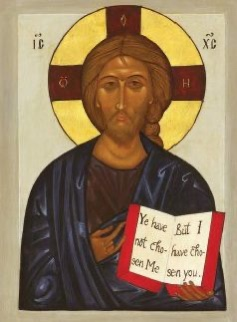 Ο
IC XC
Ο Η
Ye have
not cho-
sen Me
But I
have cho-
sen you.